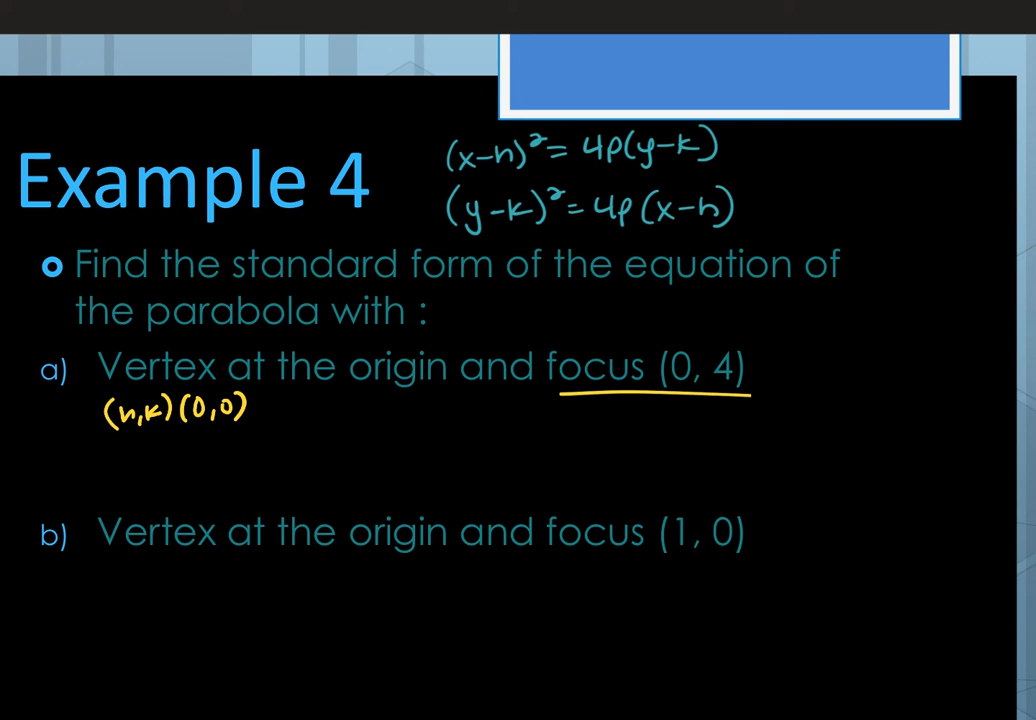 (x-h)²= 4p(y-k)
Example 4
(y-k)²=4p(x-h)
Find the standard form of the equation of
the parabola with :
a) Vertex at the origin and focus (0, 4)
(h,k)(0,0)
b) Vertex at the origin and focus (1, 0)